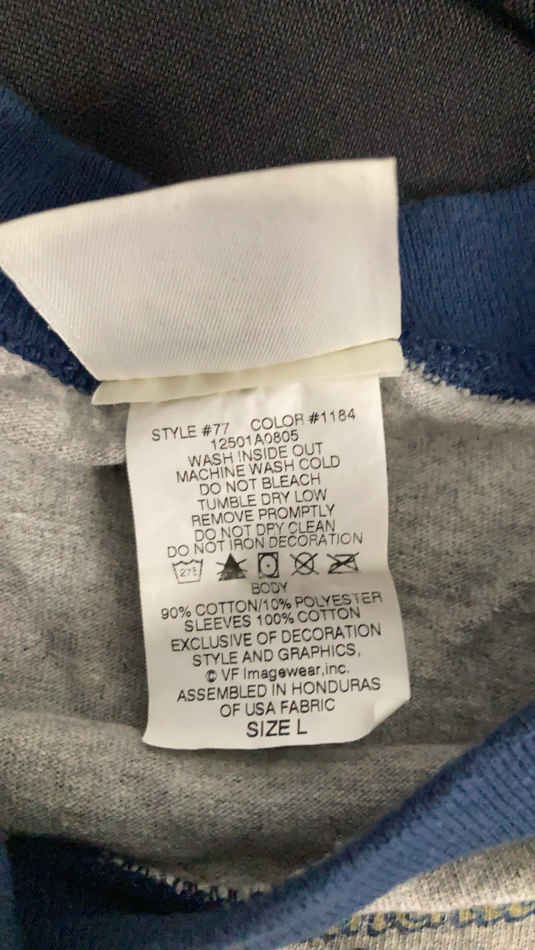 STYLE #77 COLOR #1184
12501A0805
WASH INSIDE OUT
MACHINE WASH COLD
DO NOT BLEACH
TUMBLE DRY LOW
REMOVE PROMPTLY
DO NOT DRY CLEAN
DO NOT IRON DECORATION
27½
BODY
90% COTTON/10% POLYESTER
SLEEVES 100% COTTON
EXCLUSIVE OF DECORATION
STYLE AND GRAPHICS,
© VF Imagewear,inc.
ASSEMBLED IN HONDURAS
OF USA FABRIC
SIZE L